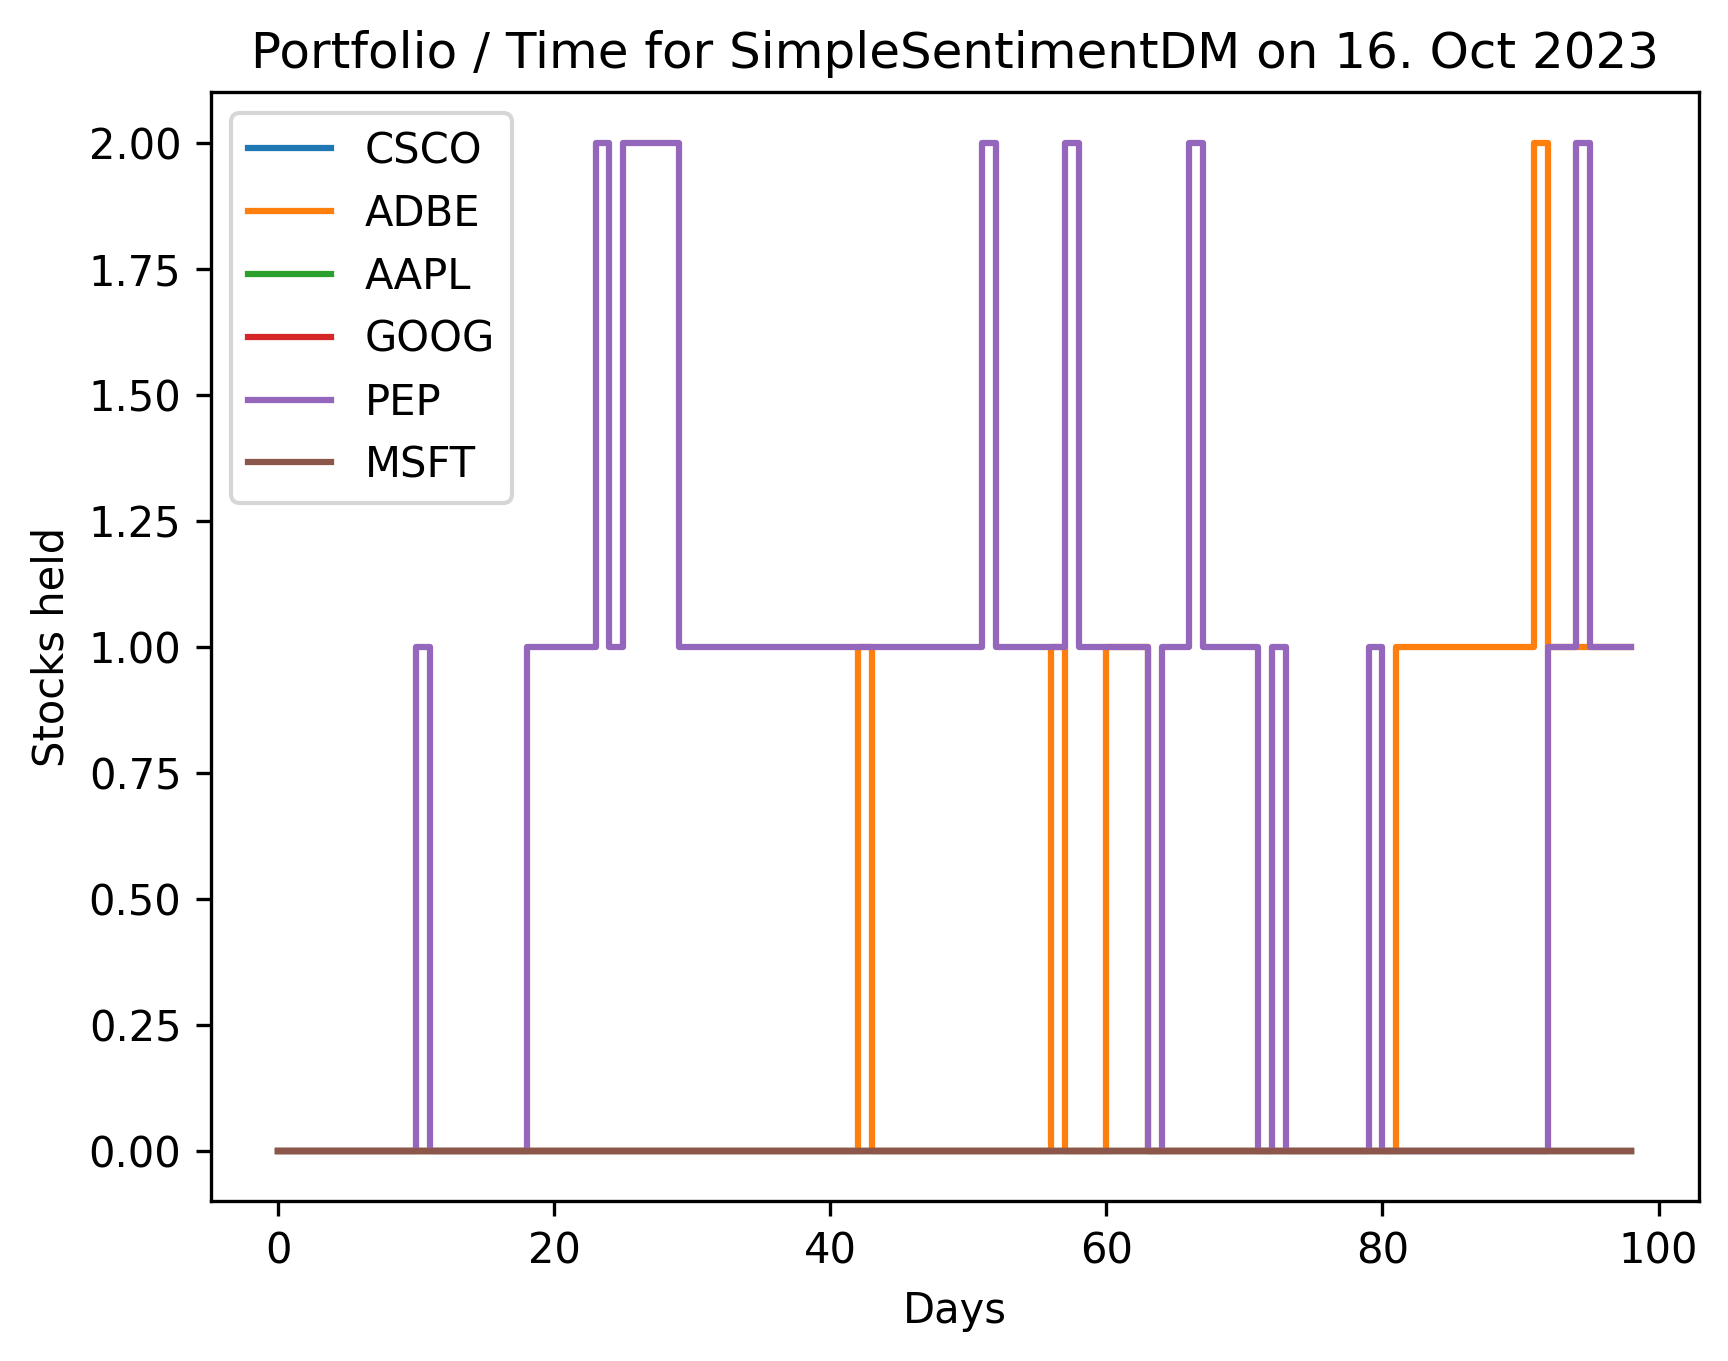 Portfolio / Time for SimpleSentimentDM on 16. Oct 2023
CSCO
ADBE
AAPL
GOOG
PEP
MSFT
2.00
1.75
1.50
1.25
1.00
0.75
0.50
0.25
0.00
Stocks held
0 20 40 60 80 100
Days